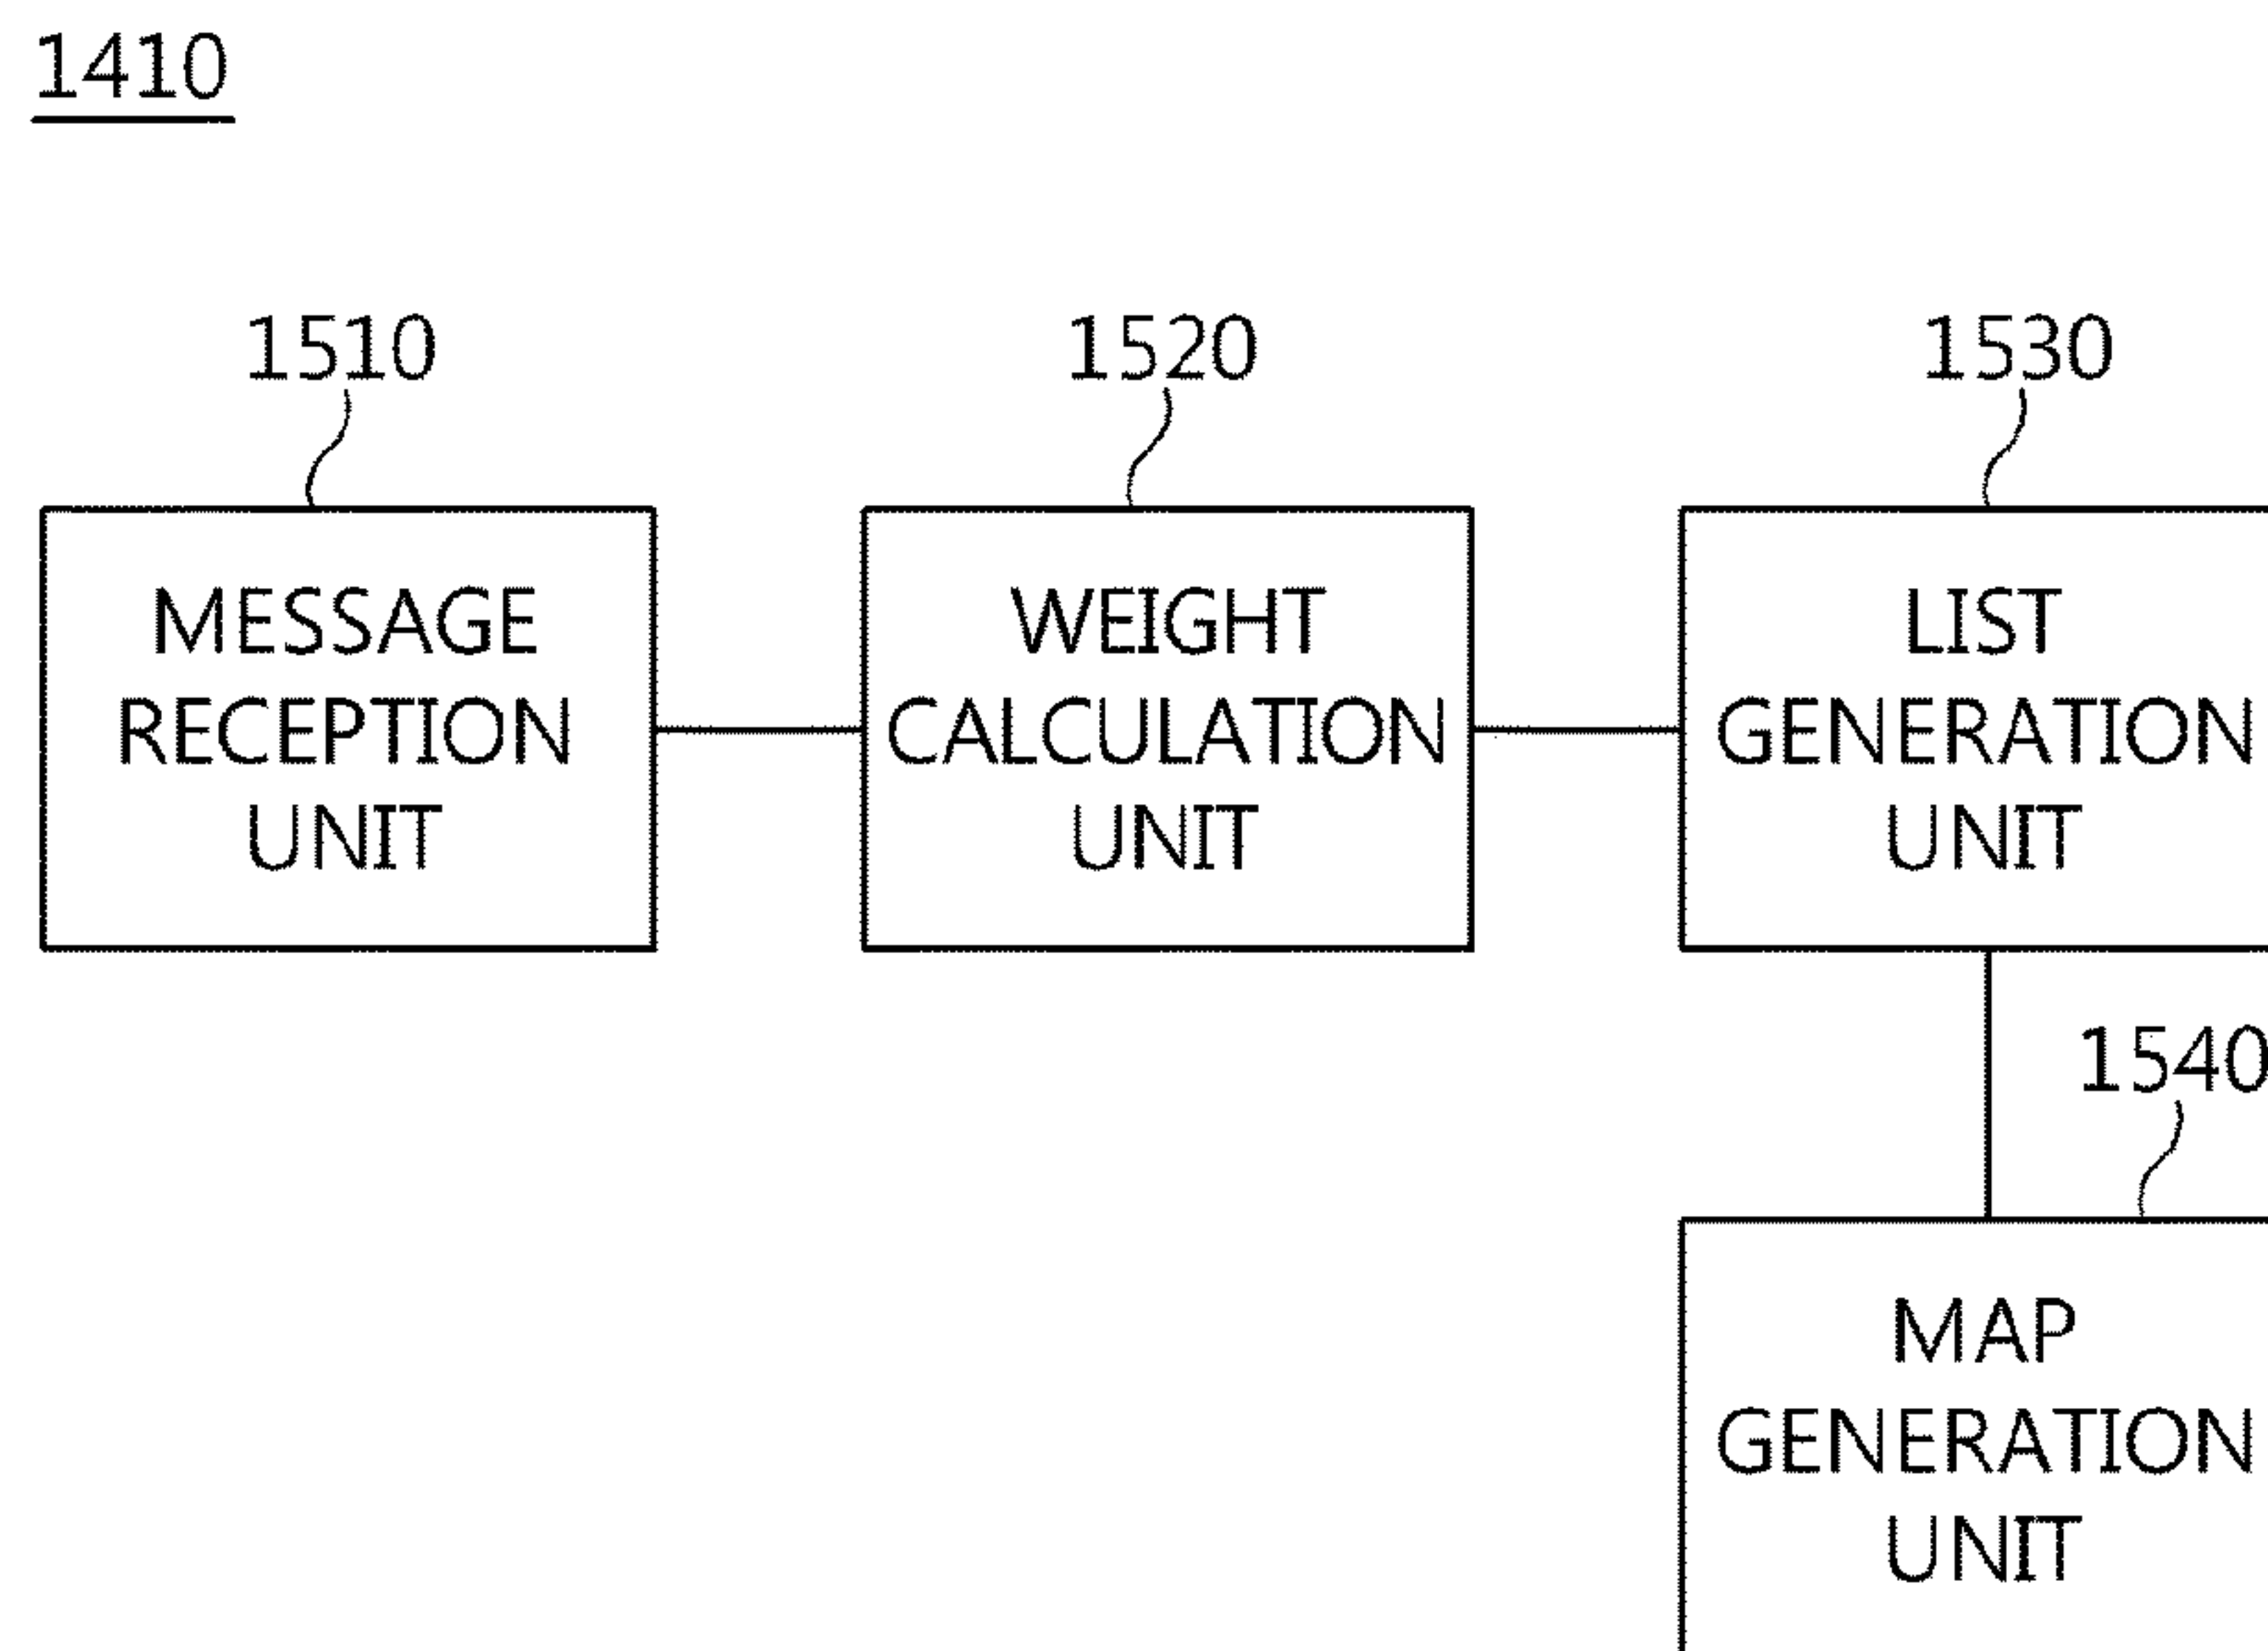 1410
1510
1520
1530
MESSAGE
RECEPTION
UNIT
WEIGHT
CALCULATION
UNIT
LIST
GENERATION
UNIT
1540
MAP
GENERATION
UNIT